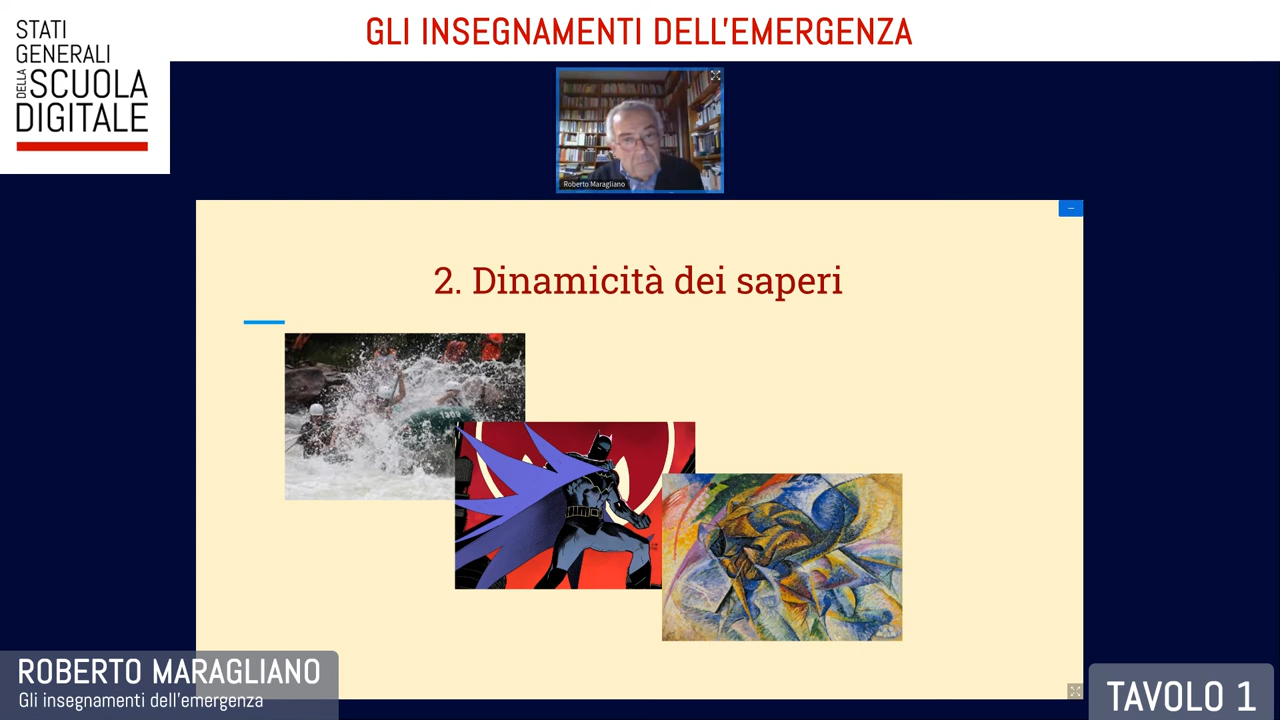 STATI
GENERALI
DELLA SCUOLA
DIGITALE
GLI INSEGNAMENTI DELL'EMERGENZA
Roberto Maragliano
2. Dinamicità dei saperi
ROBERTO MARAGLIANO
Gli insegnamenti dell'emergenza
TAVOLO 1